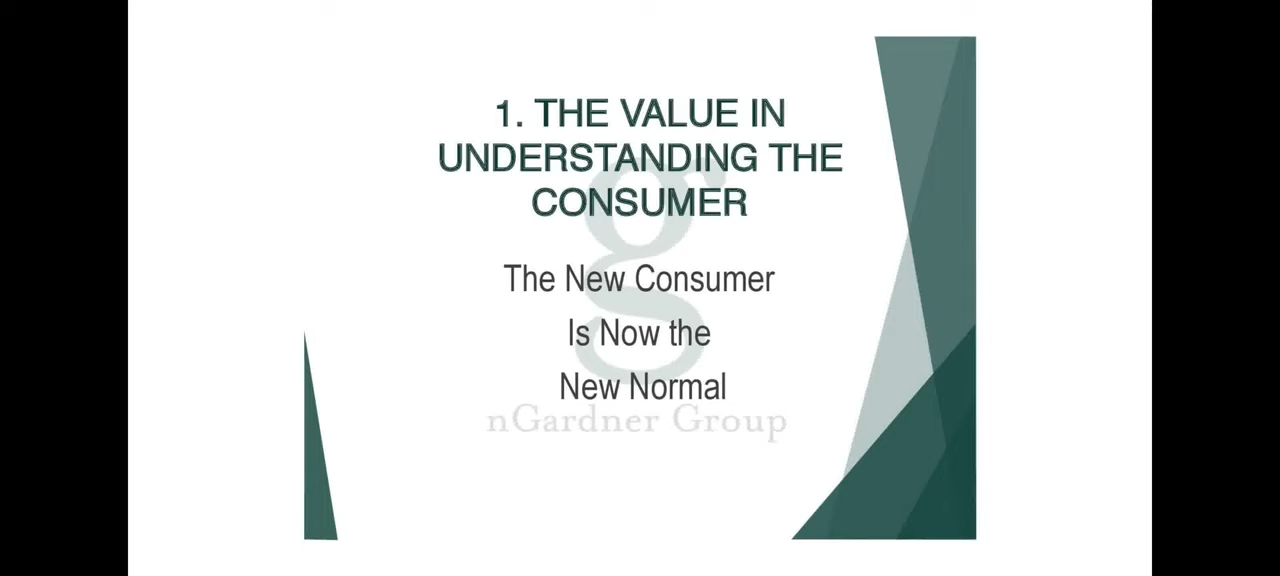 1. THE VALUE IN
UNDERSTANDING THE
CONSUMER
The New Consumer
Is Now the
New Normal
g
nGardner Group